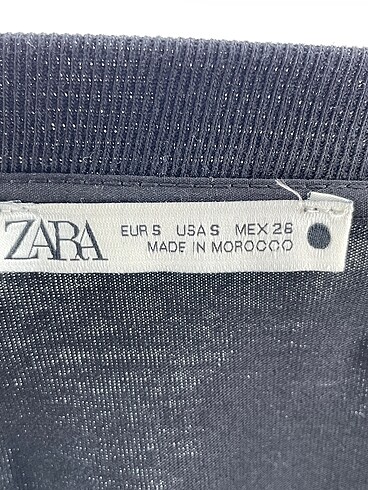 ZARA
EUR S USA S MEX 26
MADE IN MOROCCO